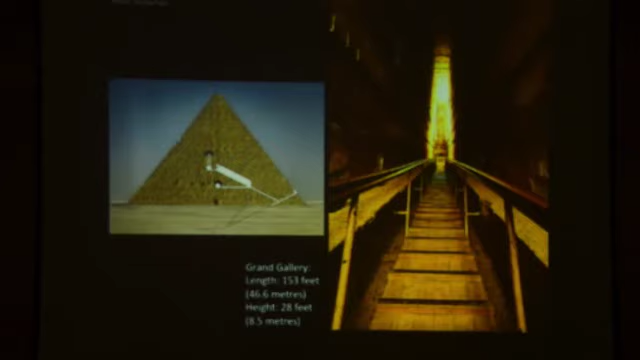 Grand Gallery:
Length: 153 feet
(46.6 metres)
Height: 28 feet
(8.5 metres)